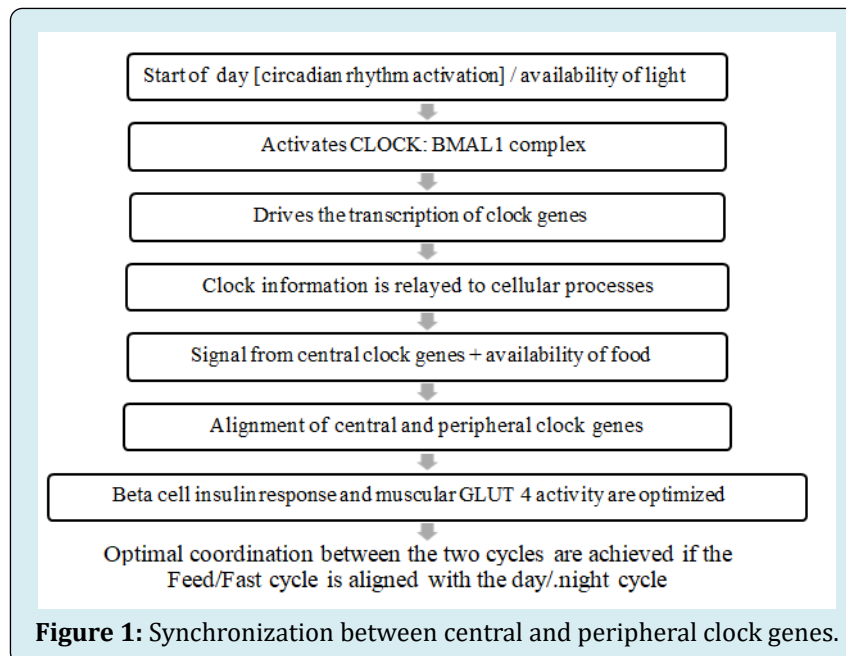 Start of day [circadian rhythm activation] / availability of light
Activates CLOCK: BMAL1 complex
Drives the transcription of clock genes
Clock information is relayed to cellular processes
Signal from central clock genes + availability of food
Alignment of central and peripheral clock genes
Beta cell insulin response and muscular GLUT 4 activity are optimized
Optimal coordination between the two cycles are achieved if the
Feed/Fast cycle is aligned with the day/.night cycle
Figure 1: Synchronization between central and peripheral clock genes.